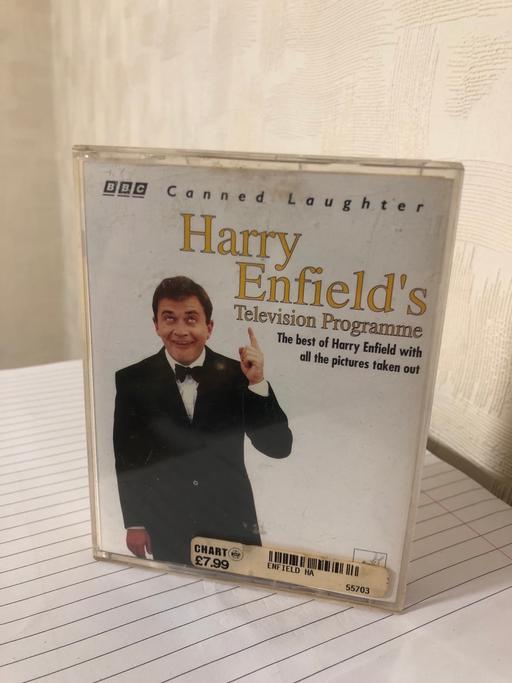 BBC Canned Laughter
Harry
Enfield's
Television Programme
The best of Harry Enfield with
all the pictures taken out
CHART
£7.99
ENFIELD HA
55703